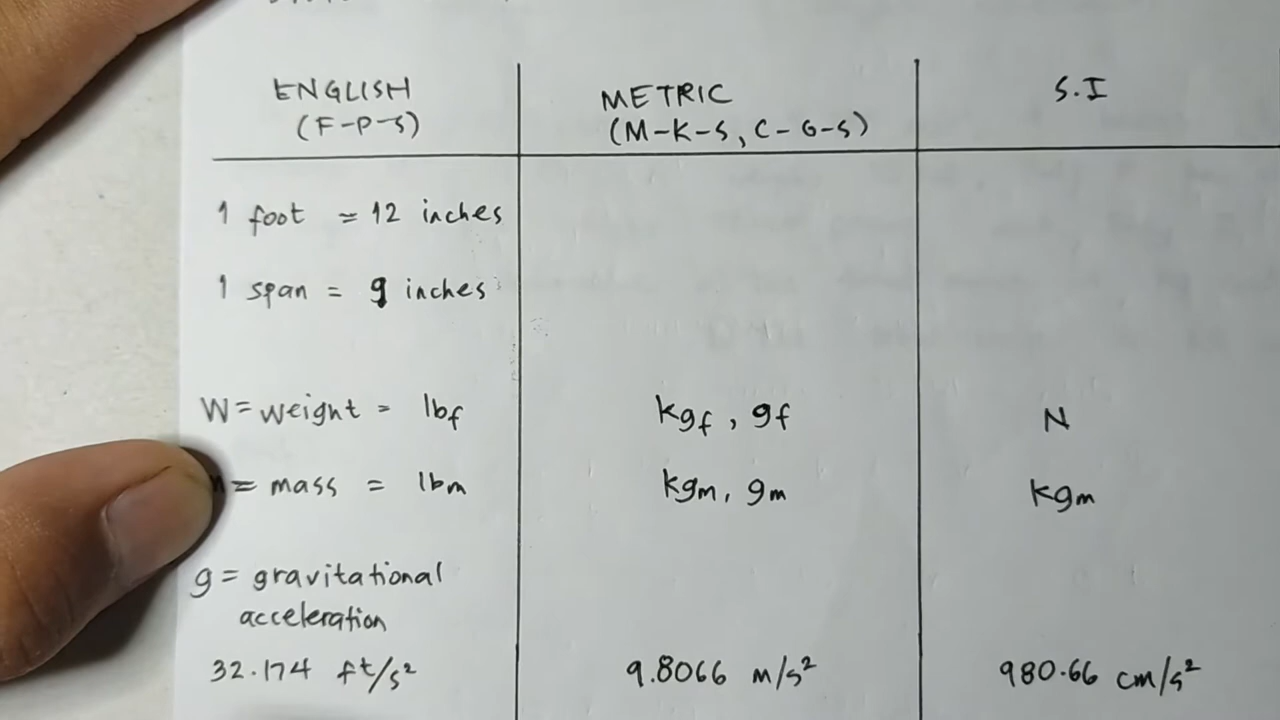 ENGLISH
(F-P-S)
METRIC
(M-K-S, C-G-S)
S.I
1 foot = 12 inches
1 span = 9 inches
W = weight = lbf
kgf, gf
N
= mass = lbm
kgm, gm
kgm
g = gravitational
acceleration
32.174 ft/s²
9.8066 m/s²
980.66 cm/s²